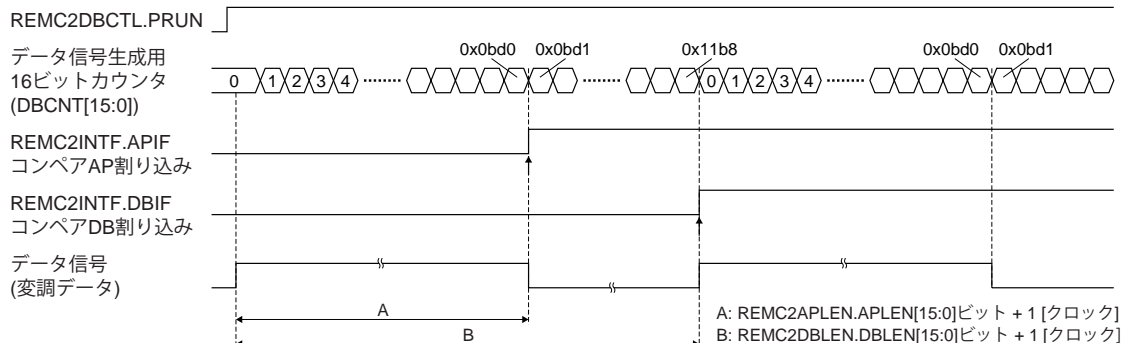 REMC2DBCTL.PRUN
データ信号生成用
16ビットカウンタ
(DBCNT[15:0])
0x0bd0 0x0bd1 0x11b8 0x0bd0 0x0bd1
0 1 2 3 4 0 1 2 3 4
REMC2INTF.APIF
コンペアAP割り込み
REMC2INTF.DBIF
コンペアDB割り込み
データ信号
(変調データ)
A
B
A: REMC2APLEN.APLEN[15:0]ビット + 1 [クロック]
B: REMC2DBLEN.DBLEN[15:0]ビット + 1 [クロック]